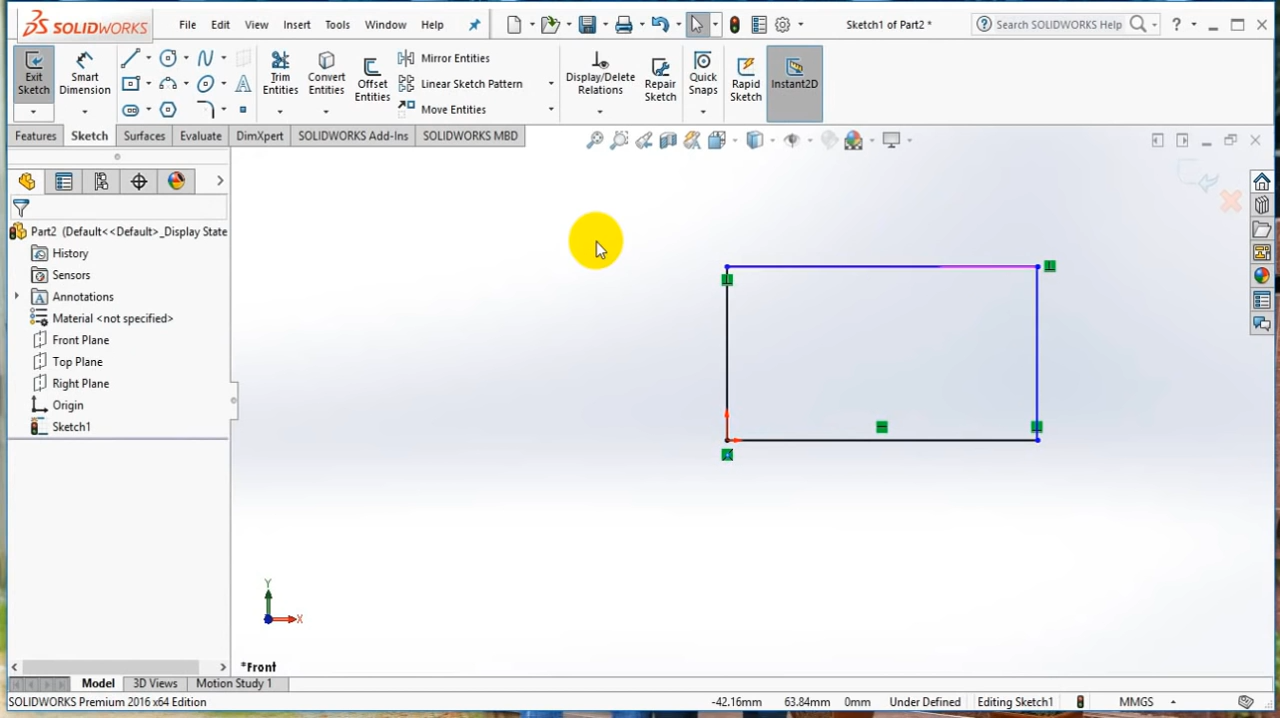 SOLIDWORKS File Edit View Insert Tools Window Help Sketch1 of Part2 * Search SOLIDWORKS Help ?
Exit Sketch
Smart Dimension
Trim Entities
Convert Entities
Offset Entities
Mirror Entities
Linear Sketch Pattern
Move Entities
Display/Delete Relations
Repair Sketch
Quick Snaps
Rapid Sketch
Instant2D
Features Sketch Surfaces Evaluate DimXpert SOLIDWORKS Add-Ins SOLIDWORKS MBD
Part2 (Default<<Default>_Display State
History
Sensors
Annotations
Material <not specified>
Front Plane
Top Plane
Right Plane
Origin
Sketch1
Y
X
*Front
Model 3D Views Motion Study 1
SOLIDWORKS Premium 2016 x64 Edition -42.16mm 63.84mm 0mm Under Defined Editing Sketch1 MMGS